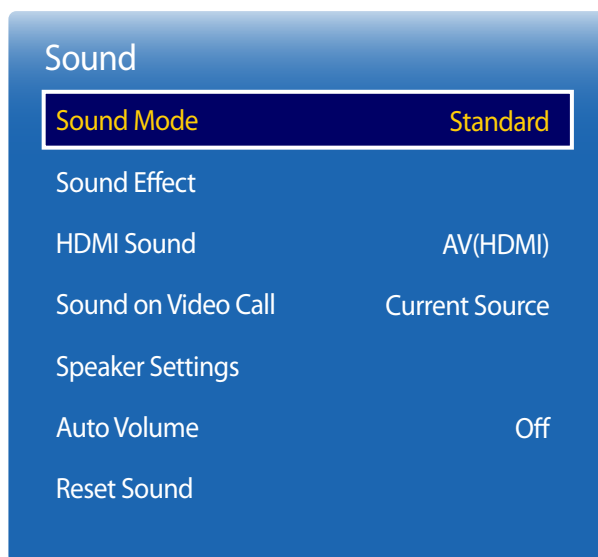 Sound
Sound Mode Standard
Sound Effect
HDMI Sound AV(HDMI)
Sound on Video Call Current Source
Speaker Settings
Auto Volume Off
Reset Sound